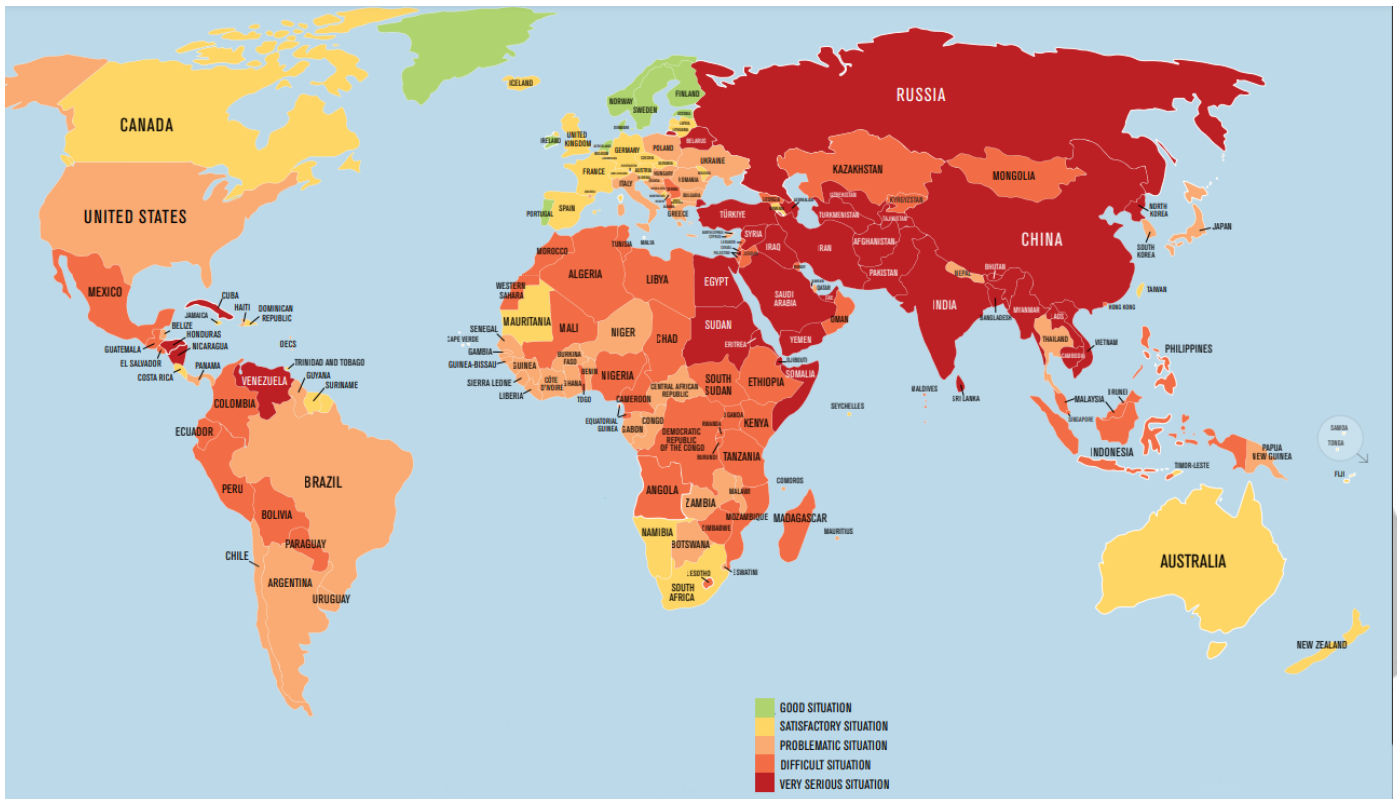 CANADA
UNITED STATES
MEXICO
CUBA
HAITI
DOMINICAN
REPUBLIC
JAMAICA
BELIZE
HONDURAS
GUATEMALA
NICARAGUA
EL SALVADOR
COSTA RICA
PANAMA
OECS
TRINIDAD AND TOBAGO
GUYANA
SURINAME
VENEZUELA
COLOMBIA
ECUADOR
PERU
BRAZIL
BOLIVIA
PARAGUAY
CHILE
ARGENTINA
URUGUAY
ICELAND
NORWAY
SWEDEN
FINLAND
IRELAND
UNITED
KINGDOM
GERMANY
POLAND
BELARUS
UKRAINE
FRANCE
AUSTRIA
HUNGARY
ROMANIA
ITALY
BULGARIA
PORTUGAL
SPAIN
GREECE
MALTA
RUSSIA
KAZAKHSTAN
MONGOLIA
UZBEKISTAN
KYRGYZSTAN
TURKMENISTAN
TAJIKISTAN
GEORGIA
TÜRKIYE
SYRIA
IRAQ
IRAN
AFGHANISTAN
PAKISTAN
CHINA
NORTH
KOREA
SOUTH
KOREA
JAPAN
TAIWAN
HONG KONG
NEPAL
BHUTAN
INDIA
BANGLADESH
MYANMAR
LAOS
THAILAND
VIETNAM
CAMBODIA
PHILIPPINES
MALDIVES
SRI LANKA
MALAYSIA
BRUNEI
SINGAPORE
INDONESIA
TIMOR-LESTE
PAPUA
NEW GUINEA
SAMOA
TONGA
FIJI
AUSTRALIA
NEW ZEALAND
SAUDI
ARABIA
QATAR
UAE
OMAN
YEMEN
MOROCCO
WESTERN
SAHARA
ALGERIA
TUNISIA
LIBYA
EGYPT
MAURITANIA
MALI
NIGER
CHAD
SUDAN
ERITREA
DJIBOUTI
SOMALIA
ETHIOPIA
SOUTH
SUDAN
CAPE VERDE
SENEGAL
GAMBIA
GUINEA-BISSAU
GUINEA
SIERRA LEONE
LIBERIA
CÔTE
D'IVOIRE
BURKINA
FASO
GHANA
TOGO
BENIN
NIGERIA
CAMEROON
CENTRAL AFRICAN
REPUBLIC
EQUATORIAL
GUINEA
GABON
CONGO
DEMOCRATIC
REPUBLIC
OF THE CONGO
UGANDA
RWANDA
BURUNDI
KENYA
TANZANIA
SEYCHELLES
COMOROS
ANGOLA
ZAMBIA
MALAWI
MOZAMBIQUE
ZIMBABWE
MADAGASCAR
MAURITIUS
NAMIBIA
BOTSWANA
LESOTHO
ESWATINI
SOUTH
AFRICA
GOOD SITUATION
SATISFACTORY SITUATION
PROBLEMATIC SITUATION
DIFFICULT SITUATION
VERY SERIOUS SITUATION